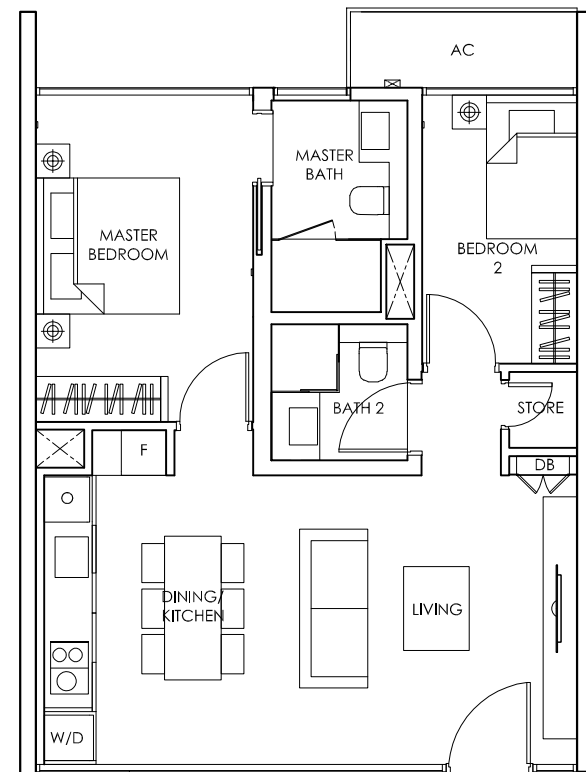 AC
MASTER
BATH
MASTER
BEDROOM
BEDROOM
2
BATH 2
STORE
F
DB
DINING/
KITCHEN
LIVING
W/D